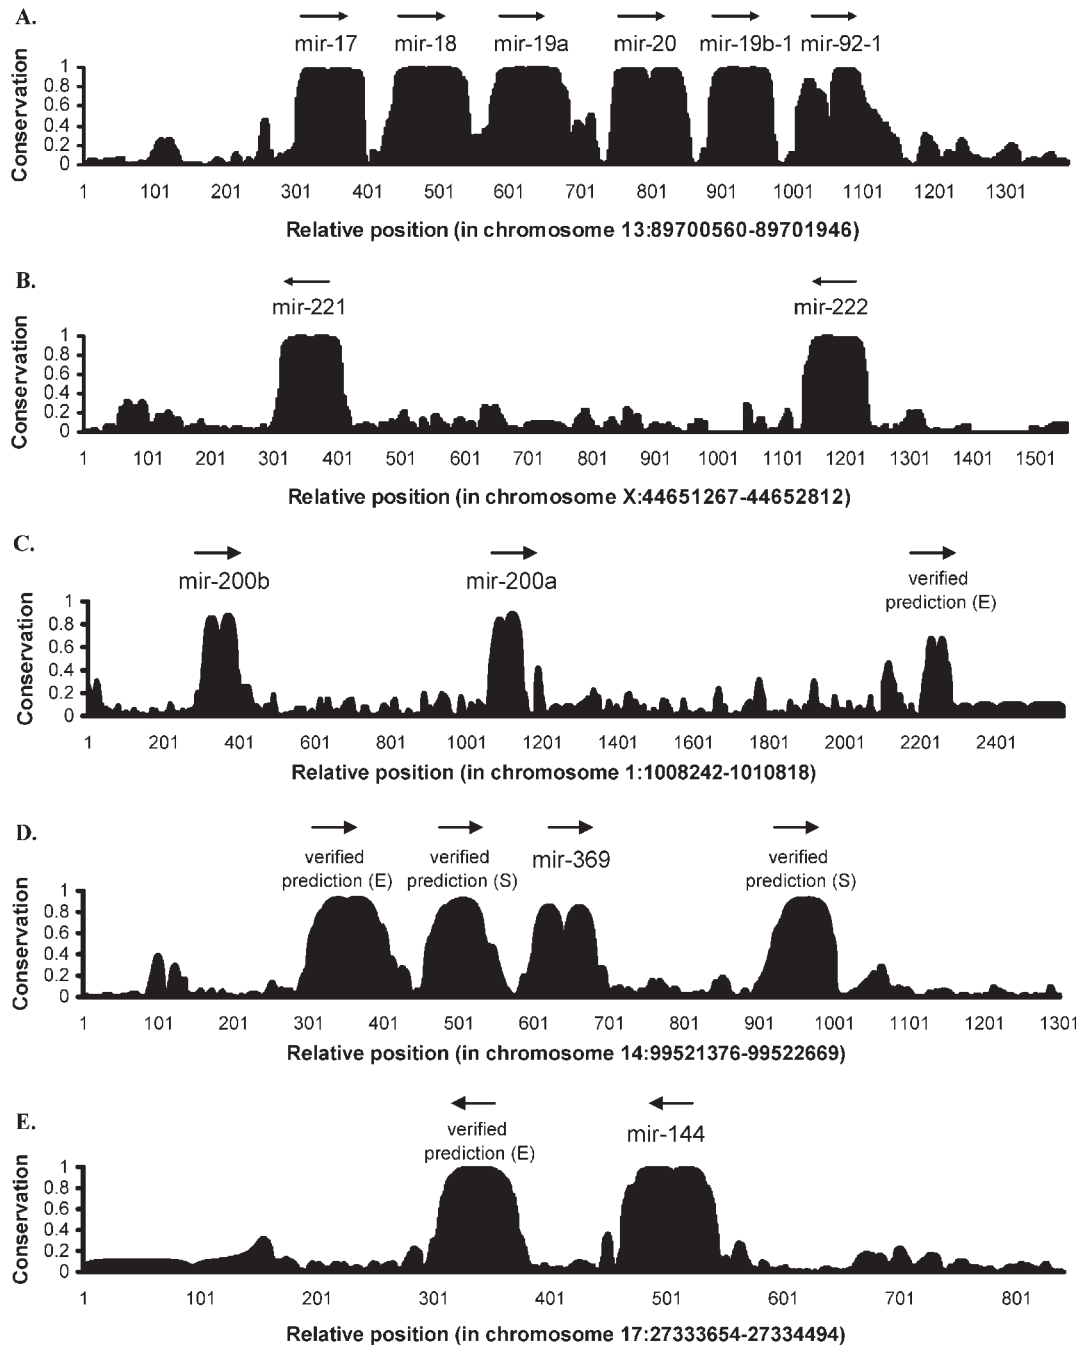 A.
mir-17 mir-18 mir-19a mir-20 mir-19b-1 mir-92-1
Conservation
1
0.8
0.6
0.4
0.2
0
1 101 201 301 401 501 601 701 801 901 1001 1101 1201 1301
Relative position (in chromosome 13:89700560-89701946)
B.
mir-221 mir-222
Conservation
1
0.8
0.6
0.4
0.2
0
1 101 201 301 401 501 601 701 801 901 1001 1101 1201 1301 1401 1501
Relative position (in chromosome X:44651267-44652812)
C.
mir-200b mir-200a verified
prediction (E)
Conservation
1
0.8
0.6
0.4
0.2
0
1 201 401 601 801 1001 1201 1401 1601 1801 2001 2201 2401
Relative position (in chromosome 1:1008242-1010818)
D.
verified verified mir-369 verified
prediction (E) prediction (S) prediction (S)
Conservation
1
0.8
0.6
0.4
0.2
0
1 101 201 301 401 501 601 701 801 901 1001 1101 1201 1301
Relative position (in chromosome 14:99521376-99522669)
E.
verified mir-144
prediction (E)
Conservation
1
0.8
0.6
0.4
0.2
0
1 101 201 301 401 501 601 701 801
Relative position (in chromosome 17:27333654-27334494)